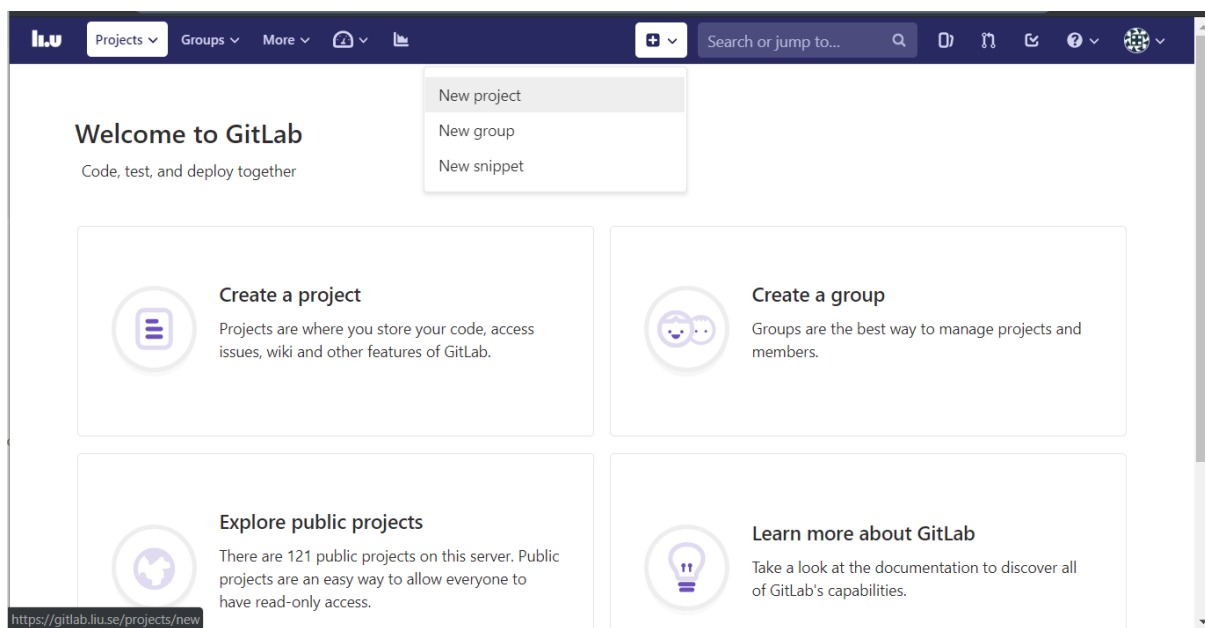 li.u Projects Groups More Search or jump to...
New project
New group
New snippet
Welcome to GitLab
Code, test, and deploy together
Create a project
Projects are where you store your code, access
issues, wiki and other features of GitLab.
Create a group
Groups are the best way to manage projects and
members.
Explore public projects
There are 121 public projects on this server. Public
projects are an easy way to allow everyone to
have read-only access.
Learn more about GitLab
Take a look at the documentation to discover all
of GitLab's capabilities.
https://gitlab.liu.se/projects/new